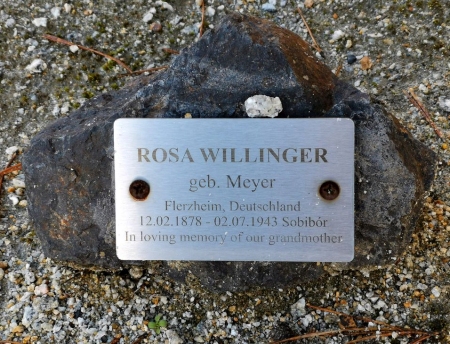 ROSA WILLINGER
geb. Meyer
Flerzheim, Deutschland
12.02.1878 - 02.07.1943 Sobibór
In loving memory of our grandmother